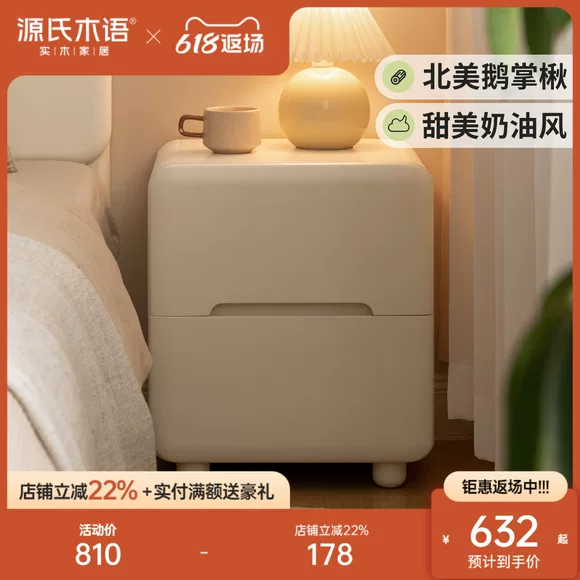 源氏木语®
实|木|家|居
×
618返场
北美鹅掌楸
甜美奶油风
店铺立减22% +实付满额送豪礼
钜惠返场中!!!
活动价
810
-
店铺立减22%
178
¥ 632 起
预计到手价